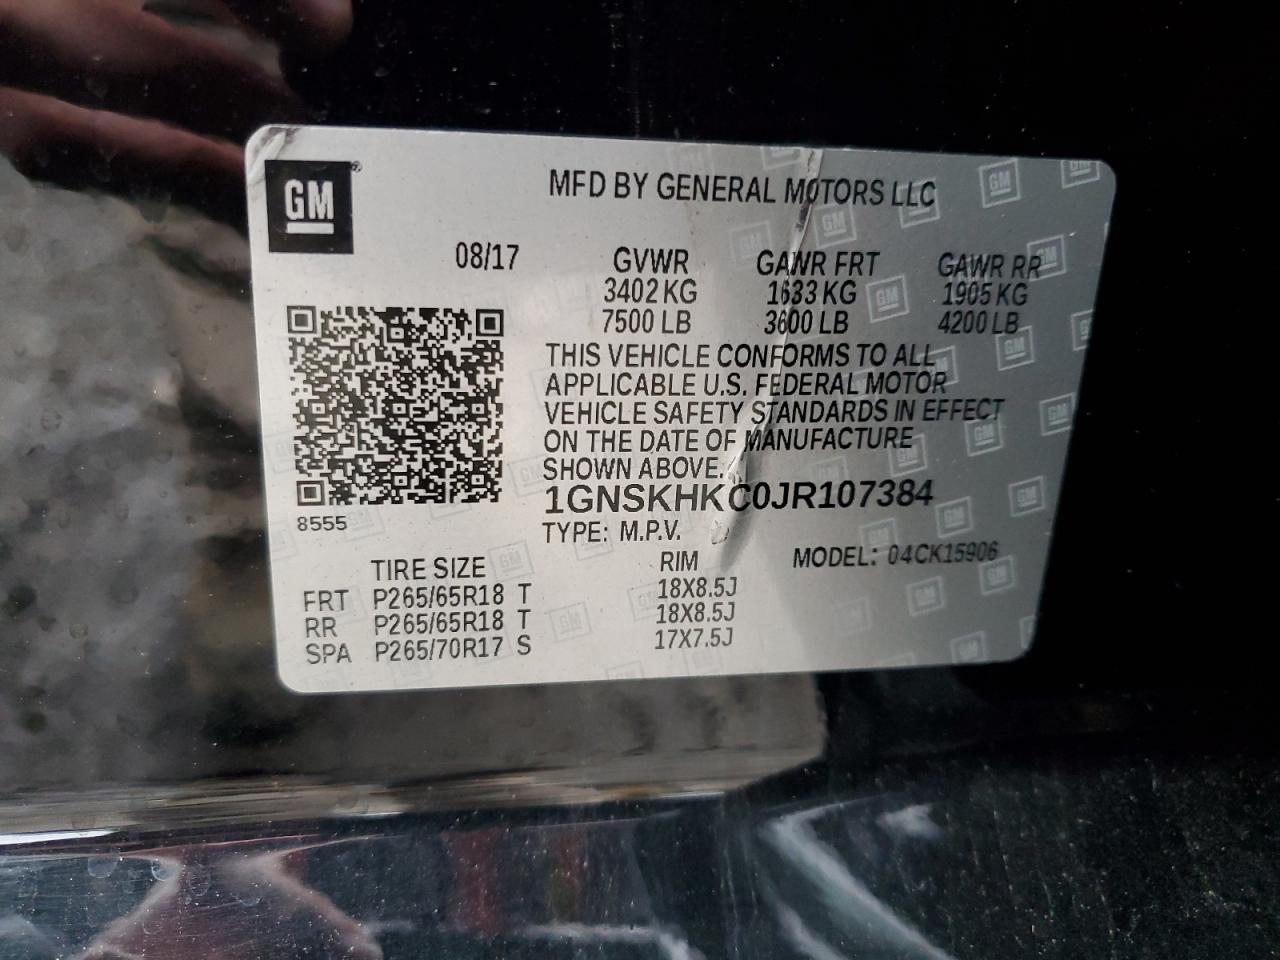 GM
MFD BY GENERAL MOTORS LLC
08/17 GVWR GAWR FRT GAWR RR
3402 KG 1633 KG 1905 KG
7500 LB 3600 LB 4200 LB
THIS VEHICLE CONFORMS TO ALL
APPLICABLE U.S. FEDERAL MOTOR
VEHICLE SAFETY STANDARDS IN EFFECT
ON THE DATE OF MANUFACTURE
SHOWN ABOVE.
1GNSKHKC0JR107384
8555
TYPE: M.P.V.
MODEL: 04CK15906
TIRE SIZE RIM
FRT P265/65R18 T 18X8.5J
RR P265/65R18 T 18X8.5J
SPA P265/70R17 S 17X7.5J